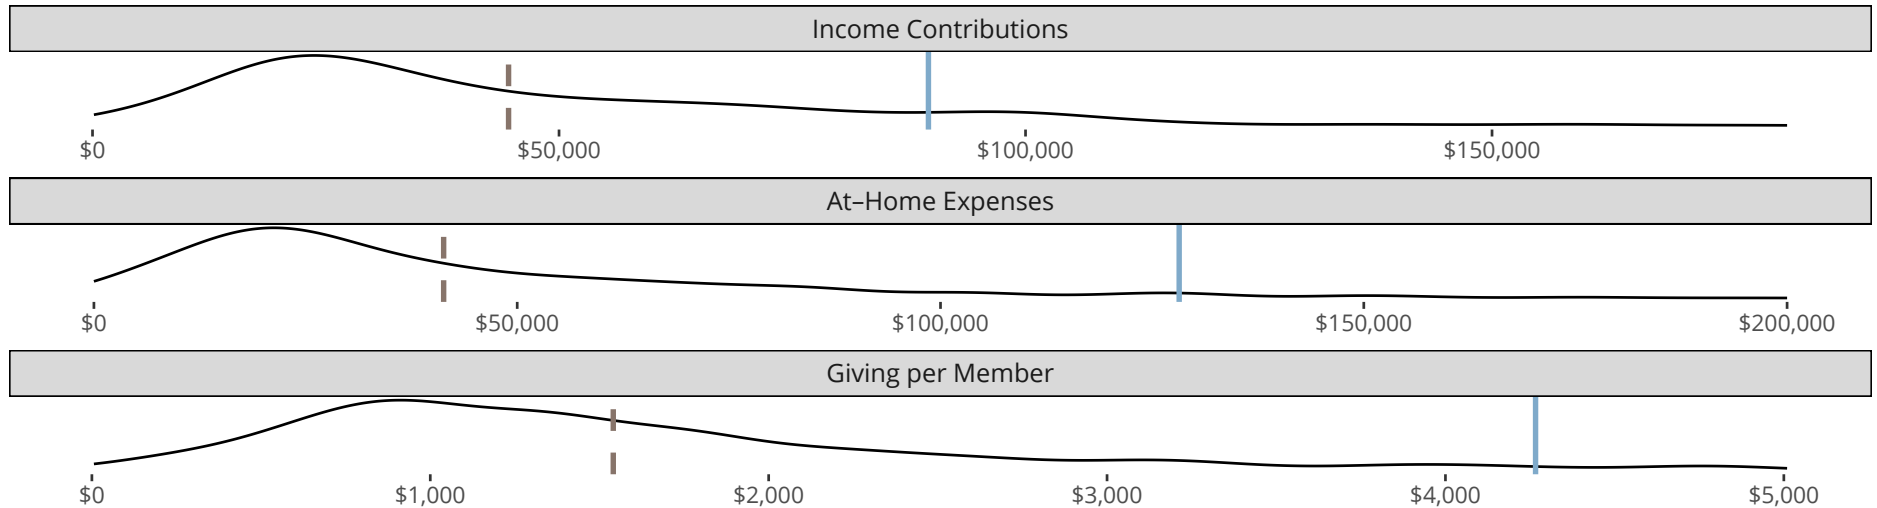 Income Contributions
$0 $50,000 $100,000 $150,000
At–Home Expenses
$0 $50,000 $100,000 $150,000 $200,000
Giving per Member
$0 $1,000 $2,000 $3,000 $4,000 $5,000